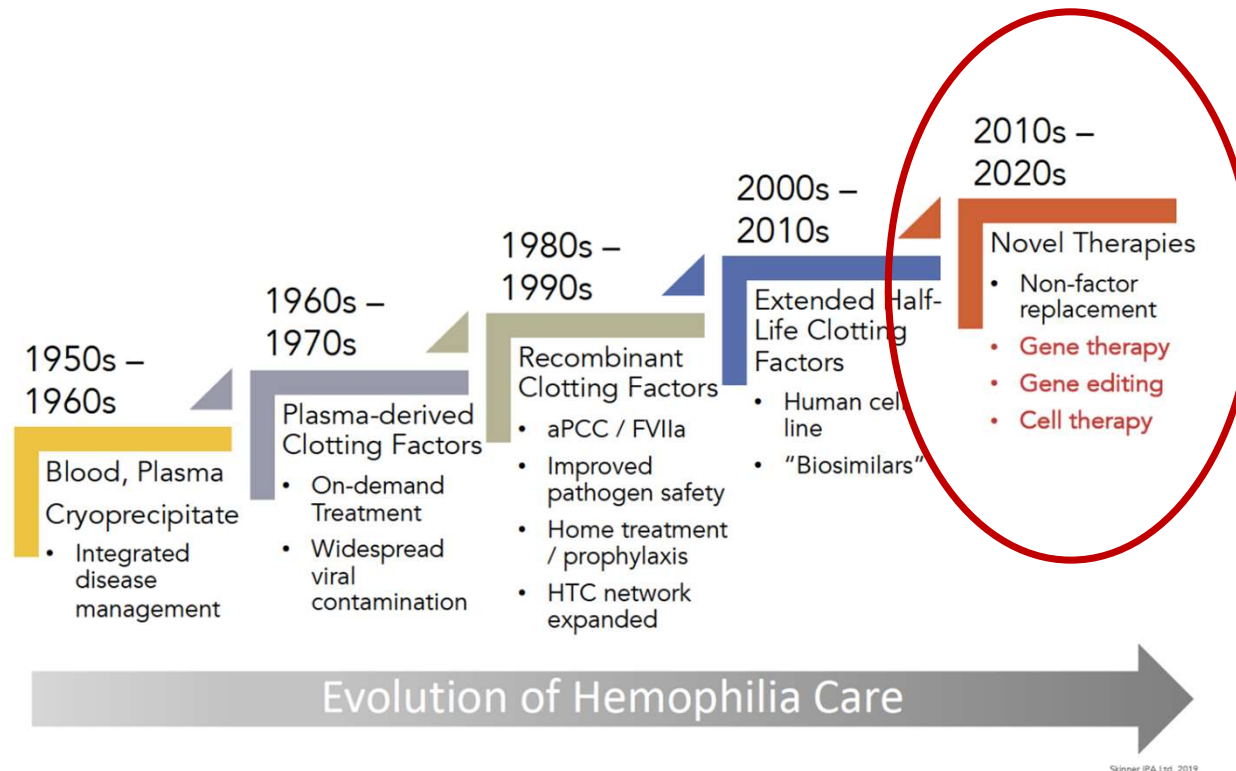 1950s –
1960s
Blood, Plasma
Cryoprecipitate
• Integrated
disease
management
1960s –
1970s
Plasma-derived
Clotting Factors
• On-demand
Treatment
• Widespread
viral
contamination
1980s –
1990s
Recombinant
Clotting Factors
• aPCC / FVIIa
• Improved
pathogen safety
• Home treatment
/ prophylaxis
• HTC network
expanded
2000s –
2010s
Extended Half-
Life Clotting
Factors
• Human cell
line
• "Biosimilars"
2010s –
2020s
Novel Therapies
• Non-factor
replacement
• Gene therapy
• Gene editing
• Cell therapy
Evolution of Hemophilia Care
Skinner IPA Ltd, 2019